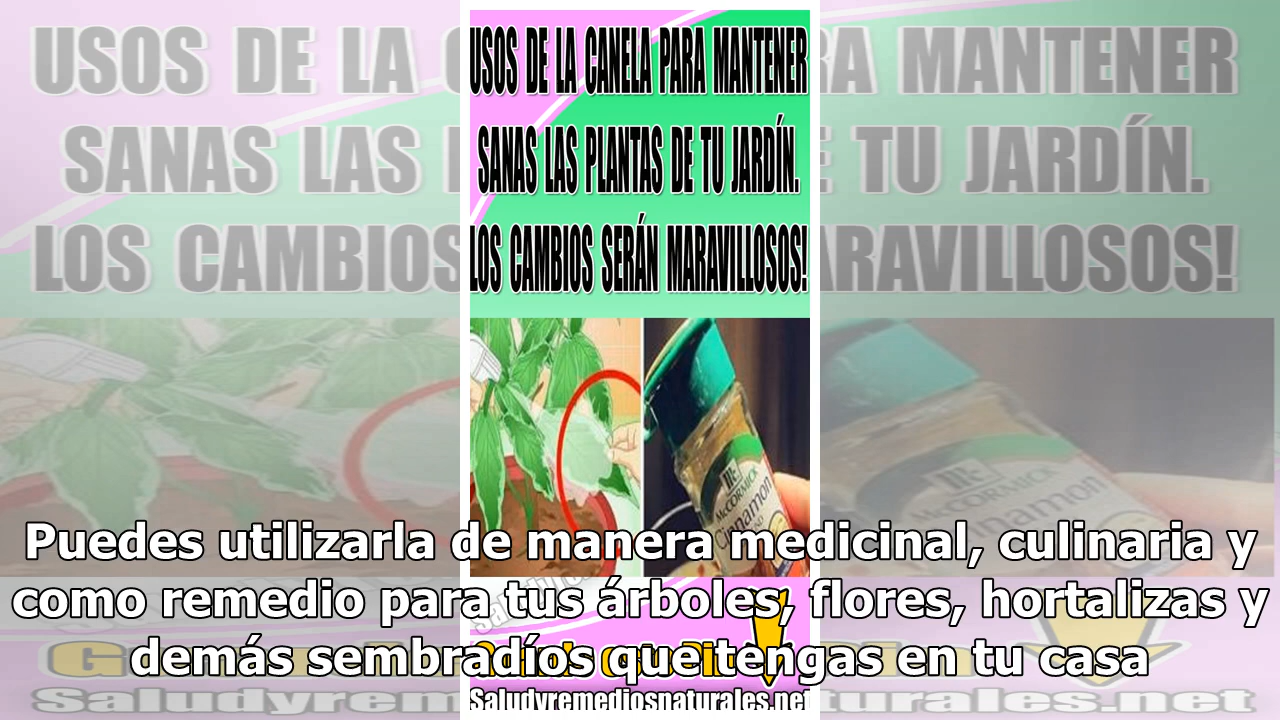 USOS DE LA CANELA PARA MANTENER
SANAS LAS PLANTAS DE TU JARDÍN.
LOS CAMBIOS SERÁN MARAVILLOSOS!
McCORMICK
Cinnamon
Puedes utilizarla de manera medicinal, culinaria y
como remedio para tus árboles, flores, hortalizas y
demás sembradíos que tengas en tu casa
Saludyremediosnaturales.net